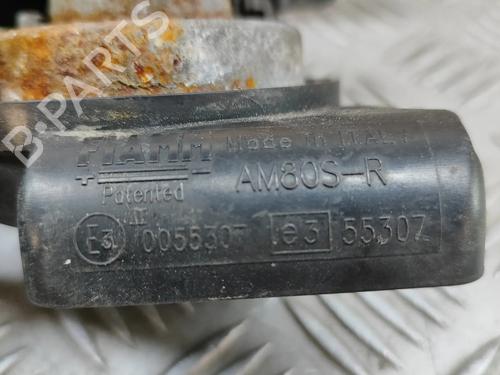 FIAMM Made in ITALY
Patented AM80S-R
E3 0055307 e3 55307
B-PARTS